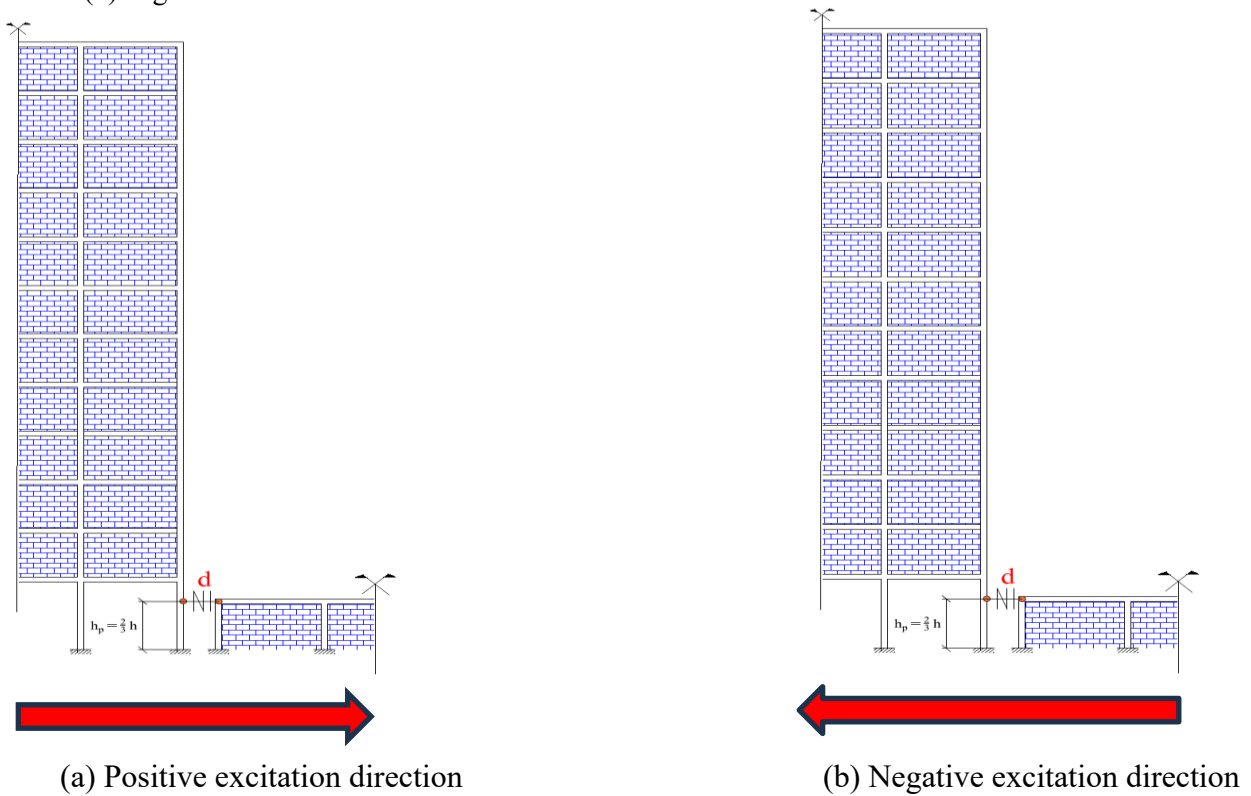 d
hₚ = 2/3 h
d
hₚ = 2/3 h
(a) Positive excitation direction
(b) Negative excitation direction